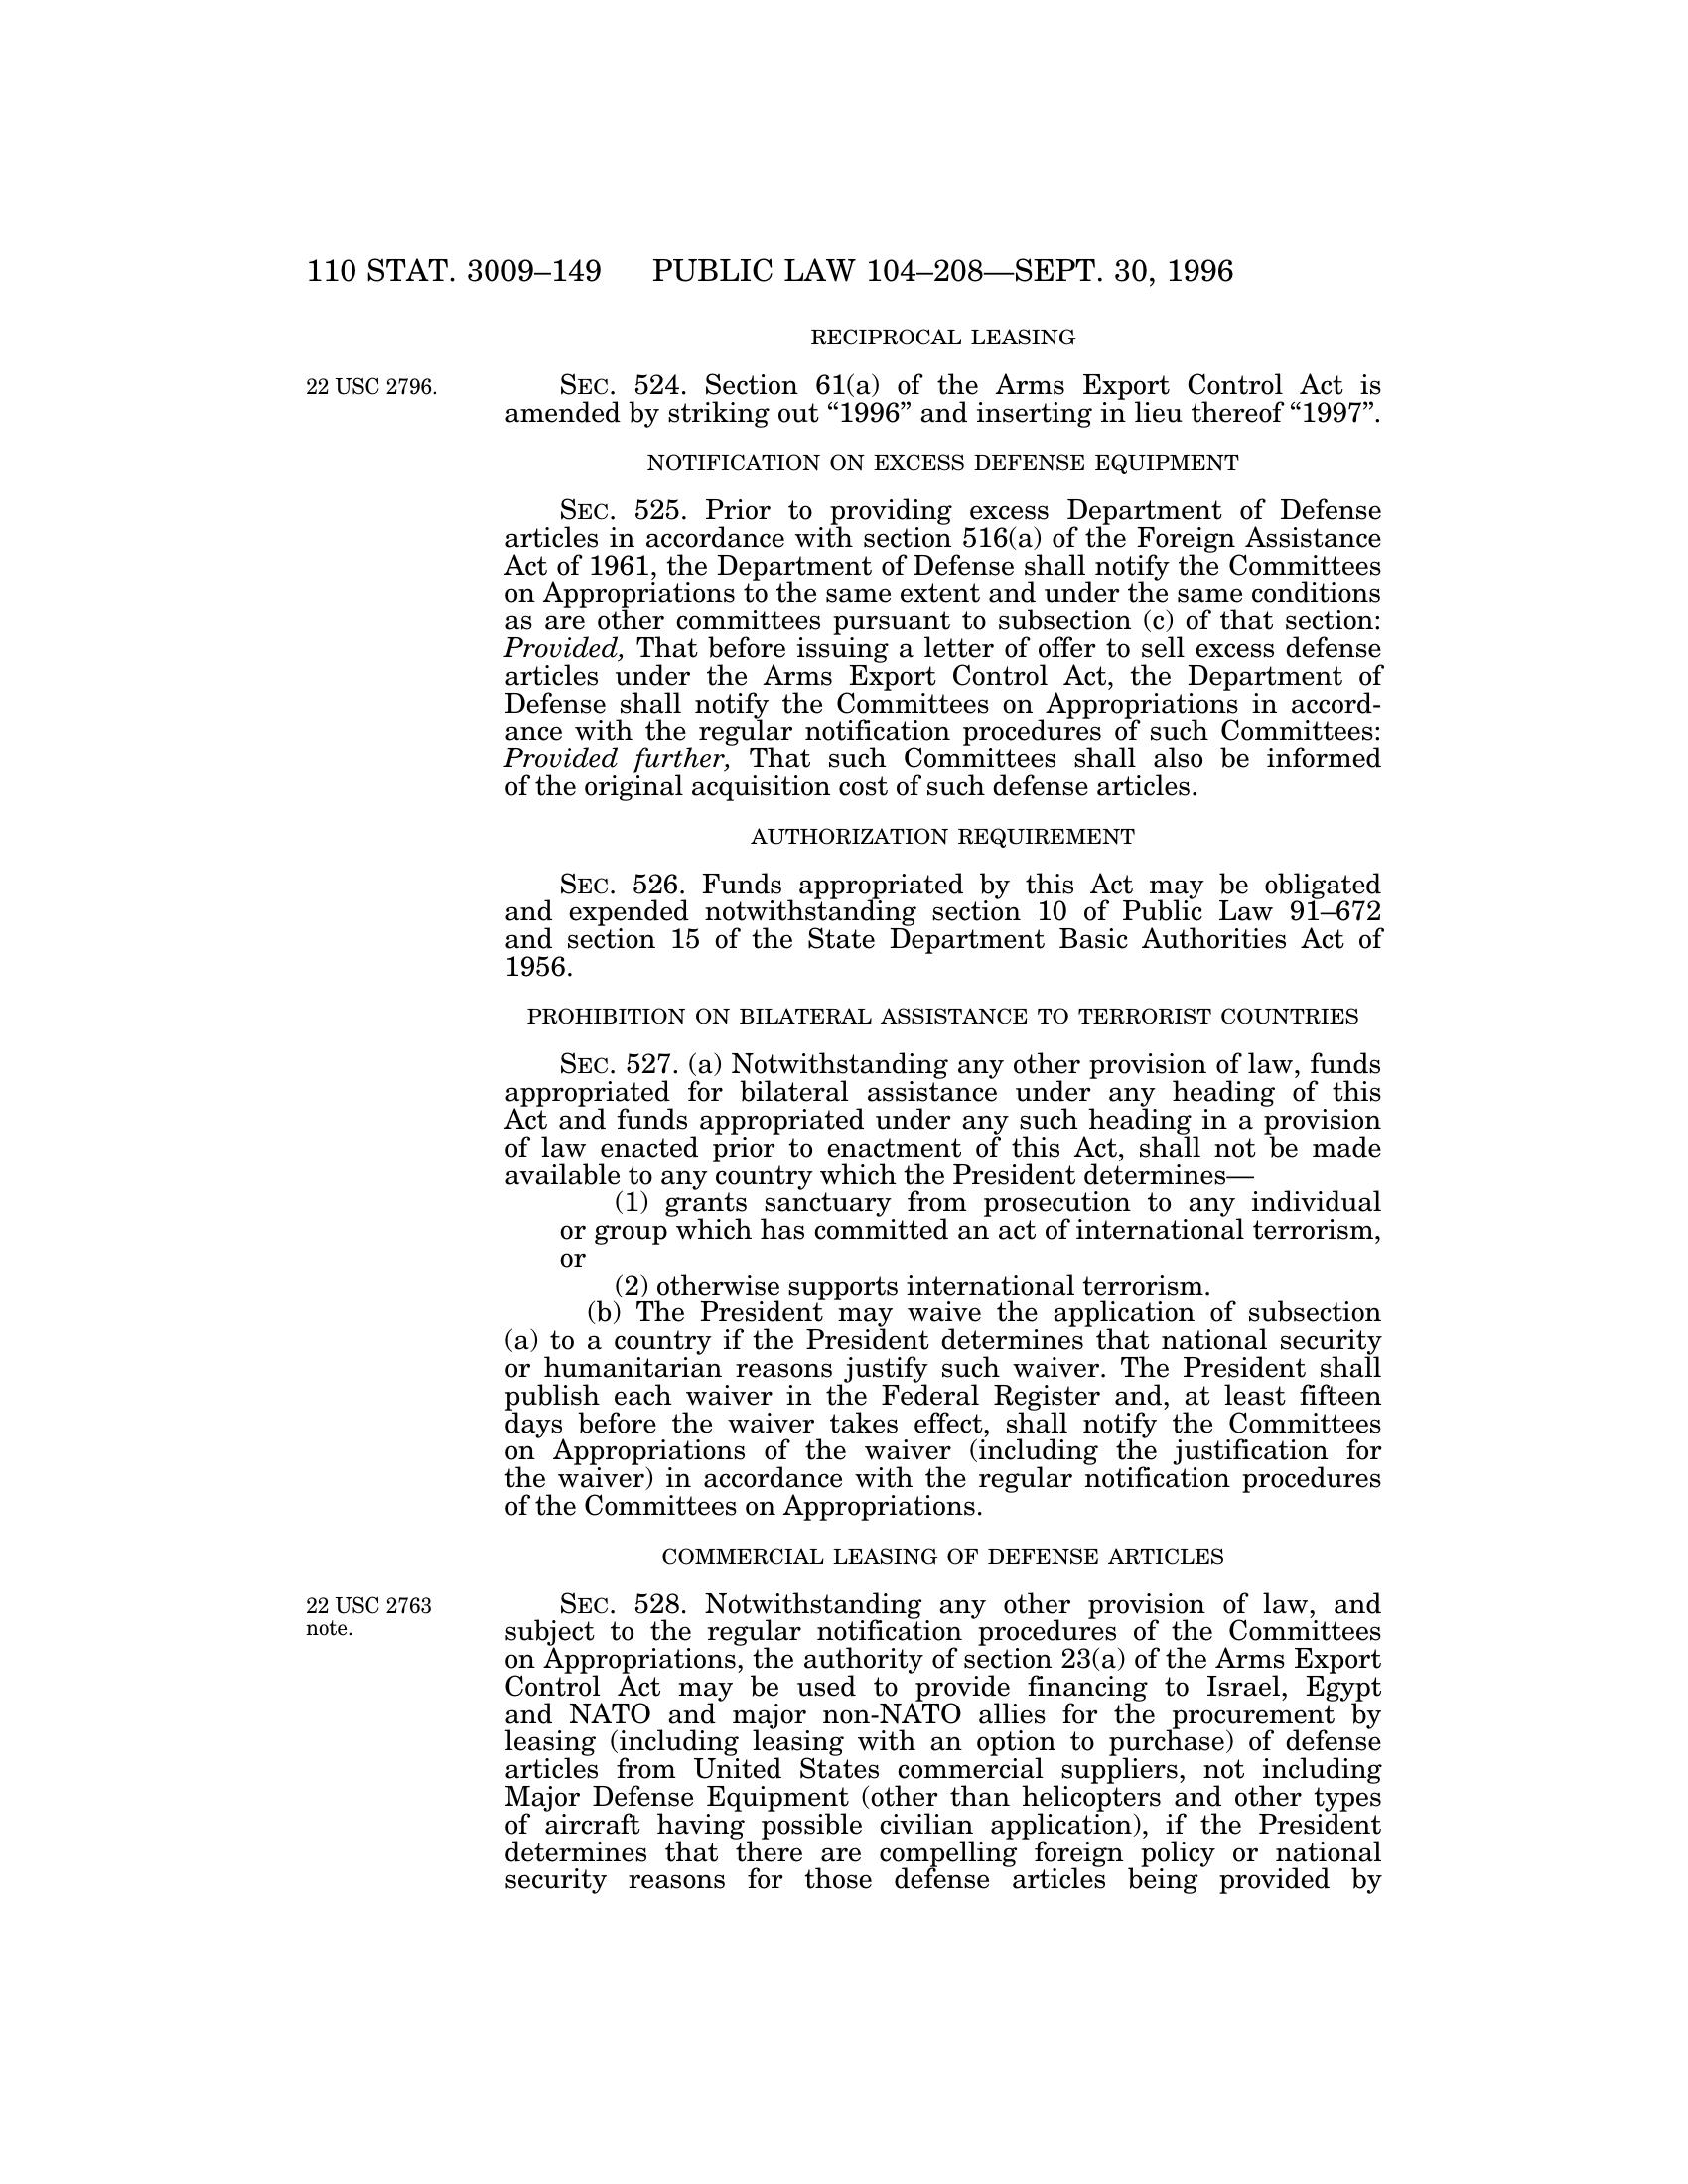 110 STAT. 3009–149 PUBLIC LAW 104–208—SEPT. 30, 1996
RECIPROCAL LEASING
22 USC 2796.
SEC. 524. Section 61(a) of the Arms Export Control Act is
amended by striking out “1996” and inserting in lieu thereof “1997”.
NOTIFICATION ON EXCESS DEFENSE EQUIPMENT
SEC. 525. Prior to providing excess Department of Defense
articles in accordance with section 516(a) of the Foreign Assistance
Act of 1961, the Department of Defense shall notify the Committees
on Appropriations to the same extent and under the same conditions
as are other committees pursuant to subsection (c) of that section:
Provided, That before issuing a letter of offer to sell excess defense
articles under the Arms Export Control Act, the Department of
Defense shall notify the Committees on Appropriations in accord-
ance with the regular notification procedures of such Committees:
Provided further, That such Committees shall also be informed
of the original acquisition cost of such defense articles.
AUTHORIZATION REQUIREMENT
SEC. 526. Funds appropriated by this Act may be obligated
and expended notwithstanding section 10 of Public Law 91–672
and section 15 of the State Department Basic Authorities Act of
1956.
PROHIBITION ON BILATERAL ASSISTANCE TO TERRORIST COUNTRIES
SEC. 527. (a) Notwithstanding any other provision of law, funds
appropriated for bilateral assistance under any heading of this
Act and funds appropriated under any such heading in a provision
of law enacted prior to enactment of this Act, shall not be made
available to any country which the President determines—
(1) grants sanctuary from prosecution to any individual
or group which has committed an act of international terrorism,
or
(2) otherwise supports international terrorism.
(b) The President may waive the application of subsection
(a) to a country if the President determines that national security
or humanitarian reasons justify such waiver. The President shall
publish each waiver in the Federal Register and, at least fifteen
days before the waiver takes effect, shall notify the Committees
on Appropriations of the waiver (including the justification for
the waiver) in accordance with the regular notification procedures
of the Committees on Appropriations.
COMMERCIAL LEASING OF DEFENSE ARTICLES
22 USC 2763
note.
SEC. 528. Notwithstanding any other provision of law, and
subject to the regular notification procedures of the Committees
on Appropriations, the authority of section 23(a) of the Arms Export
Control Act may be used to provide financing to Israel, Egypt
and NATO and major non-NATO allies for the procurement by
leasing (including leasing with an option to purchase) of defense
articles from United States commercial suppliers, not including
Major Defense Equipment (other than helicopters and other types
of aircraft having possible civilian application), if the President
determines that there are compelling foreign policy or national
security reasons for those defense articles being provided by